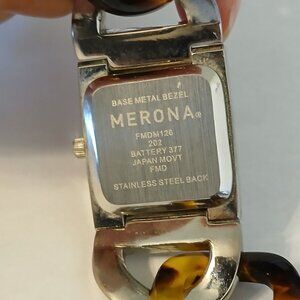 BASE METAL BEZEL
MERONA®
FMDM126
202
BATTERY 377
JAPAN MOVT
FMD
STAINLESS STEEL BACK